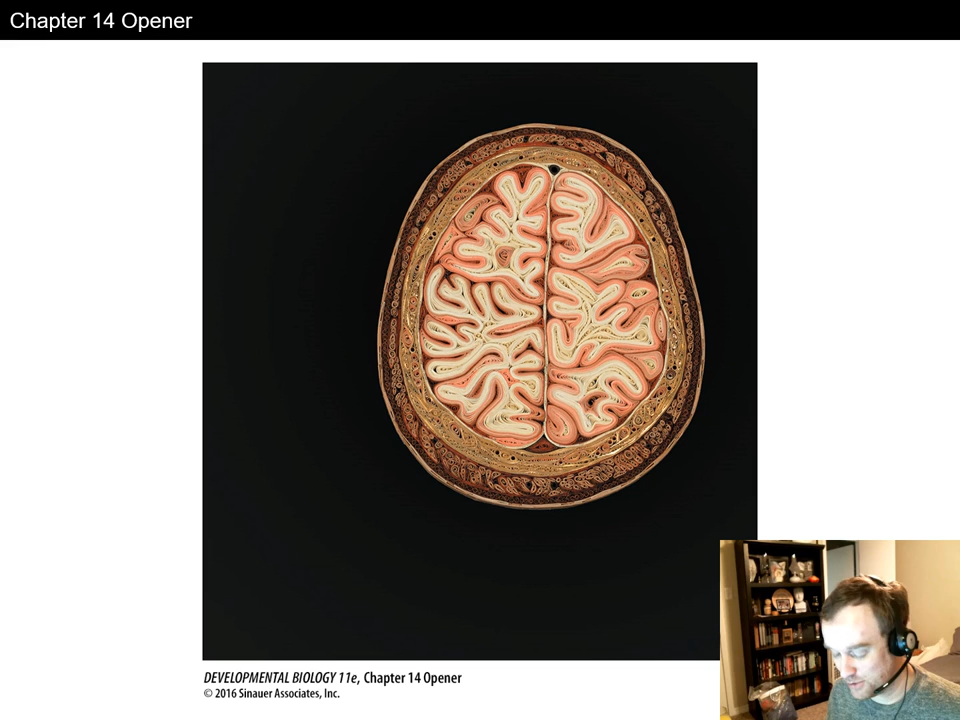 Chapter 14 Opener
DEVELOPMENTAL BIOLOGY 11e, Chapter 14 Opener
© 2016 Sinauer Associates, Inc.